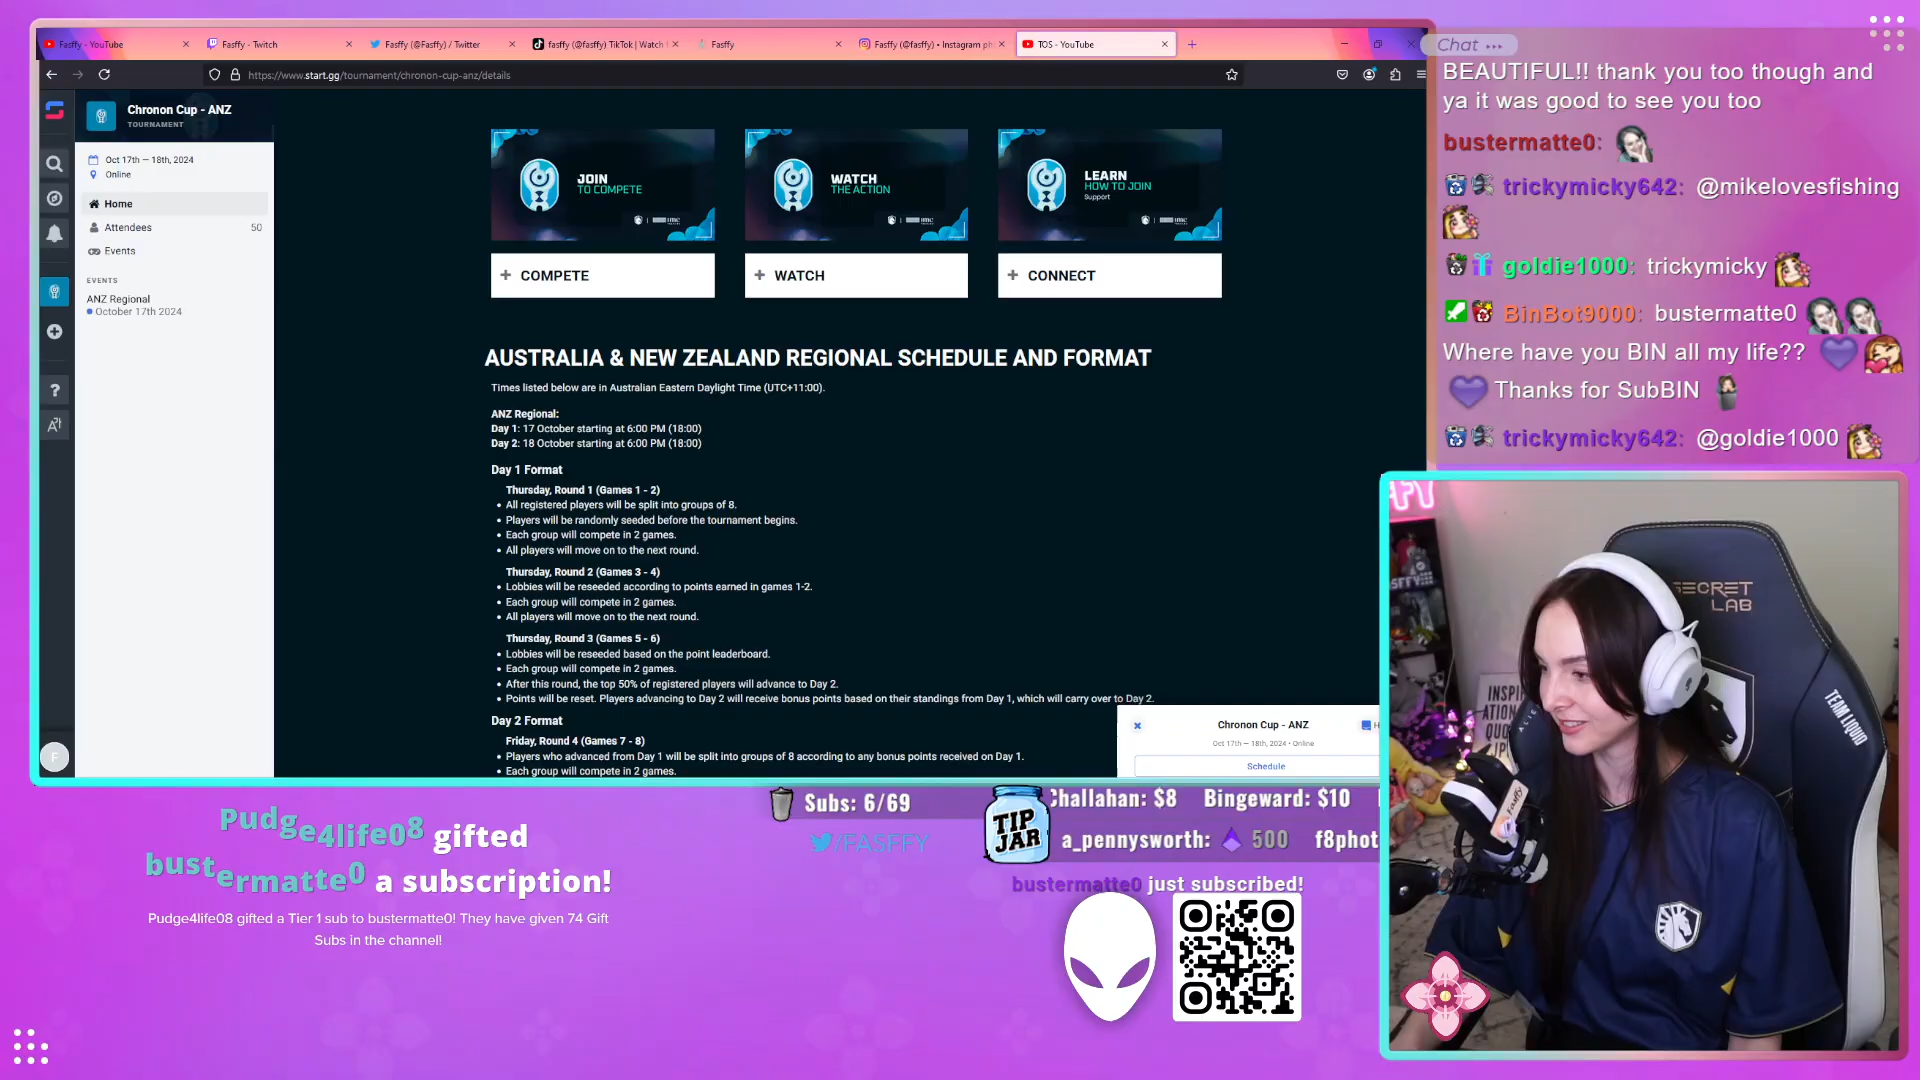 Fasffy - YouTube
Fasffy - Twitch
Fasffy (@Fasffy) / Twitter
fasffy (@fasffy) TikTok | Watch
Fasffy
Fasffy (@fasffy) • Instagram ph
TOS - YouTube
https://www.start.gg/tournament/chronon-cup-anz/details
Chronon Cup - ANZ
TOURNAMENT
Oct 17th — 18th, 2024
Online
Home
Attendees 50
Events
EVENTS
ANZ Regional
October 17th 2024
F
JOIN
TO COMPETE
WATCH
THE ACTION
LEARN
HOW TO JOIN
Support
+ COMPETE
+ WATCH
+ CONNECT
AUSTRALIA & NEW ZEALAND REGIONAL SCHEDULE AND FORMAT
Times listed below are in Australian Eastern Daylight Time (UTC+11:00).
ANZ Regional:
Day 1: 17 October starting at 6:00 PM (18:00)
Day 2: 18 October starting at 6:00 PM (18:00)
Day 1 Format
Thursday, Round 1 (Games 1 - 2)
• All registered players will be split into groups of 8.
• Players will be randomly seeded before the tournament begins.
• Each group will compete in 2 games.
• All players will move on to the next round.
Thursday, Round 2 (Games 3 - 4)
• Lobbies will be reseeded according to points earned in games 1-2.
• Each group will compete in 2 games.
• All players will move on to the next round.
Thursday, Round 3 (Games 5 - 6)
• Lobbies will be reseeded based on the point leaderboard.
• Each group will compete in 2 games.
• After this round, the top 50% of registered players will advance to Day 2.
• Points will be reset. Players advancing to Day 2 will receive bonus points based on their standings from Day 1, which will carry over to Day 2.
Day 2 Format
Friday, Round 4 (Games 7 - 8)
• Players who advanced from Day 1 will be split into groups of 8 according to any bonus points received on Day 1.
• Each group will compete in 2 games.
Chronon Cup - ANZ
Oct 17th — 18th, 2024 • Online
Schedule
Chat
BEAUTIFUL!! thank you too though and
ya it was good to see you too
bustermatte0:
trickymicky642: @mikelovesfishing
goldie1000: trickymicky
BinBot9000: bustermatte0
Where have you BIN all my life??
Thanks for SubBIN
trickymicky642: @goldie1000
SECRET
LAB
TEAM LIQUID
INSPIR
ATION
Fasffy
Subs: 6/69
/FASFFY
TIP
JAR
Challahan: $8 Bingeward: $10
a_pennysworth: 500 f8phot
bustermatte0 just subscribed!
Pudge4life08 gifted
bustermatte0 a subscription!
Pudge4life08 gifted a Tier 1 sub to bustermatte0! They have given 74 Gift
Subs in the channel!